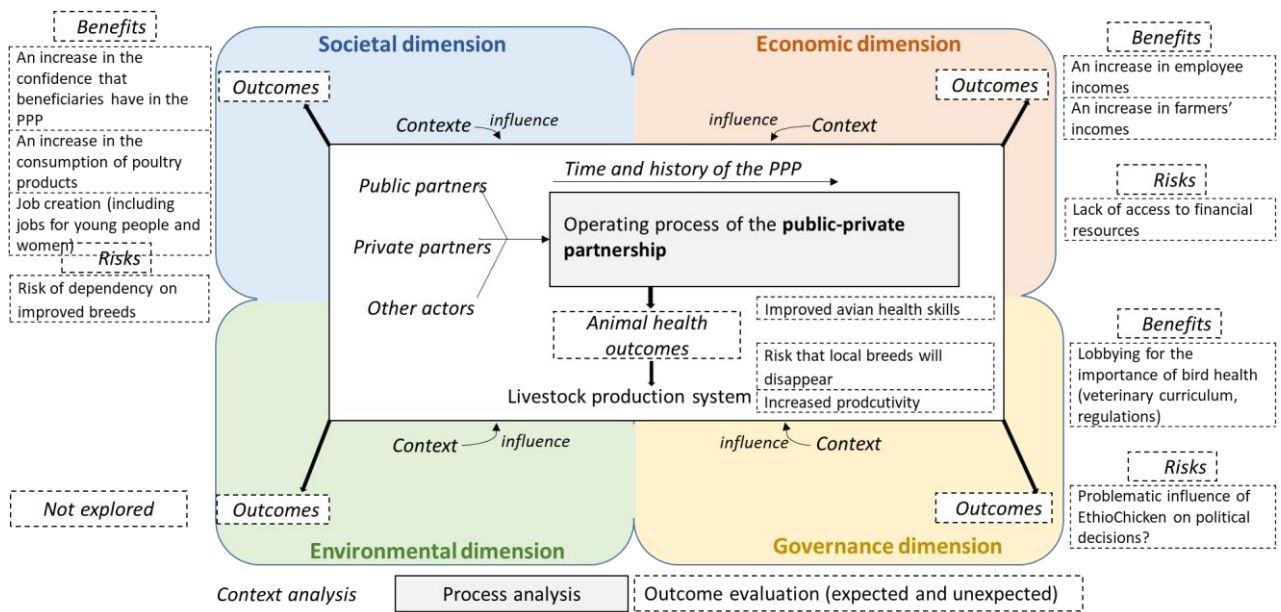 Benefits
An increase in the
confidence that
beneficiaries have in the
PPP
An increase in the
consumption of poultry
products
Job creation (including
jobs for young people and
women)
Risks
Risk of dependency on
improved breeds
Not explored
Societal dimension
Outcomes
Contexte
influence
Economic dimension
Outcomes
influence
Context
Public partners
Private partners
Other actors
Time and history of the PPP
Operating process of the public-private
partnership
Animal health
outcomes
Livestock production system
Improved avian health skills
Risk that local breeds will
disappear
Increased prodcutivity
Context
influence
Outcomes
Environmental dimension
influence
Context
Outcomes
Governance dimension
Benefits
An increase in employee
incomes
An increase in farmers'
incomes
Risks
Lack of access to financial
resources
Benefits
Lobbying for the
importance of bird health
(veterinary curriculum,
regulations)
Risks
Problematic influence of
EthioChicken on political
decisions?
Context analysis
Process analysis
Outcome evaluation (expected and unexpected)